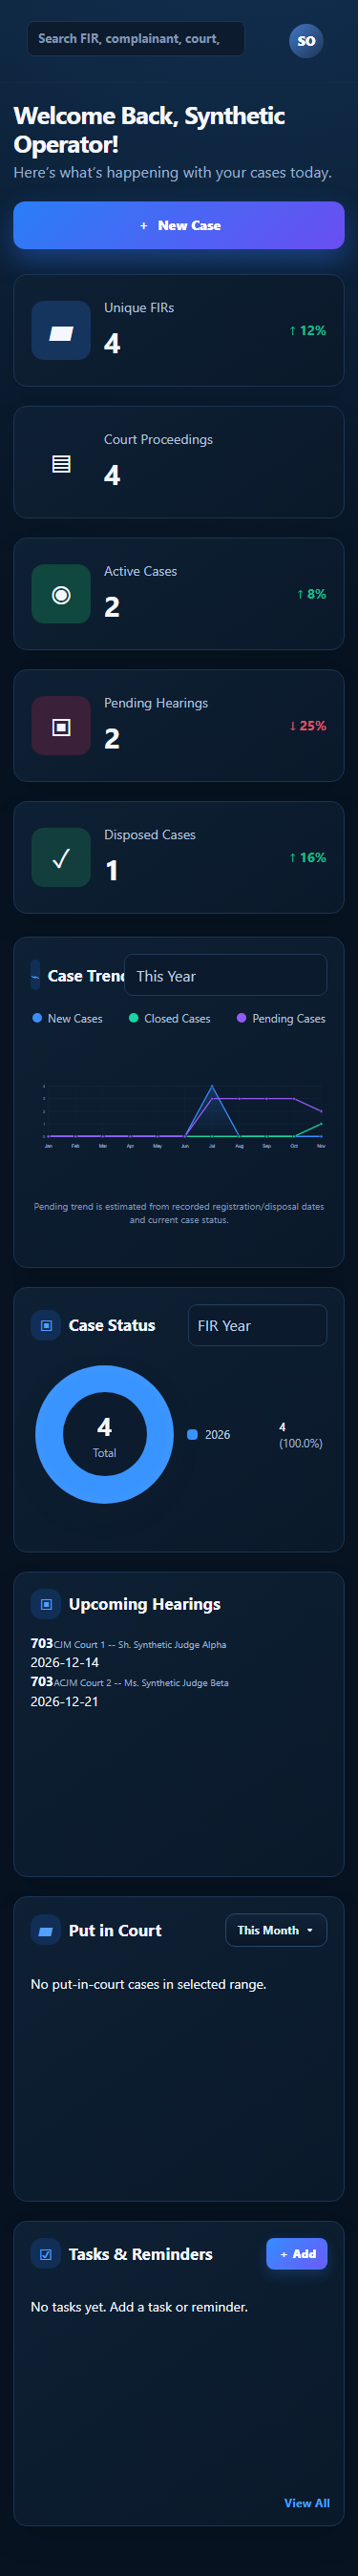 Search FIR, complainant, court,
SO
Welcome Back, Synthetic
Operator!
Here's what's happening with your cases today.
+ New Case
Unique FIRs
4
↑ 12%
Court Proceedings
4
Active Cases
2
↑ 8%
Pending Hearings
2
↓ 25%
Disposed Cases
1
↑ 16%
Case Trend
This Year
New Cases
Closed Cases
Pending Cases
Jan Feb Mar Apr May Jun Jul Aug Sep Oct Nov
Pending trend is estimated from recorded registration/disposal dates
and current case status.
Case Status
FIR Year
4
Total
2026
4
(100.0%)
Upcoming Hearings
703 CJM Court 1 -- Sh. Synthetic Judge Alpha
2026-12-14
703 ACJM Court 2 -- Ms. Synthetic Judge Beta
2026-12-21
Put in Court
This Month
No put-in-court cases in selected range.
Tasks & Reminders
+ Add
No tasks yet. Add a task or reminder.
View All